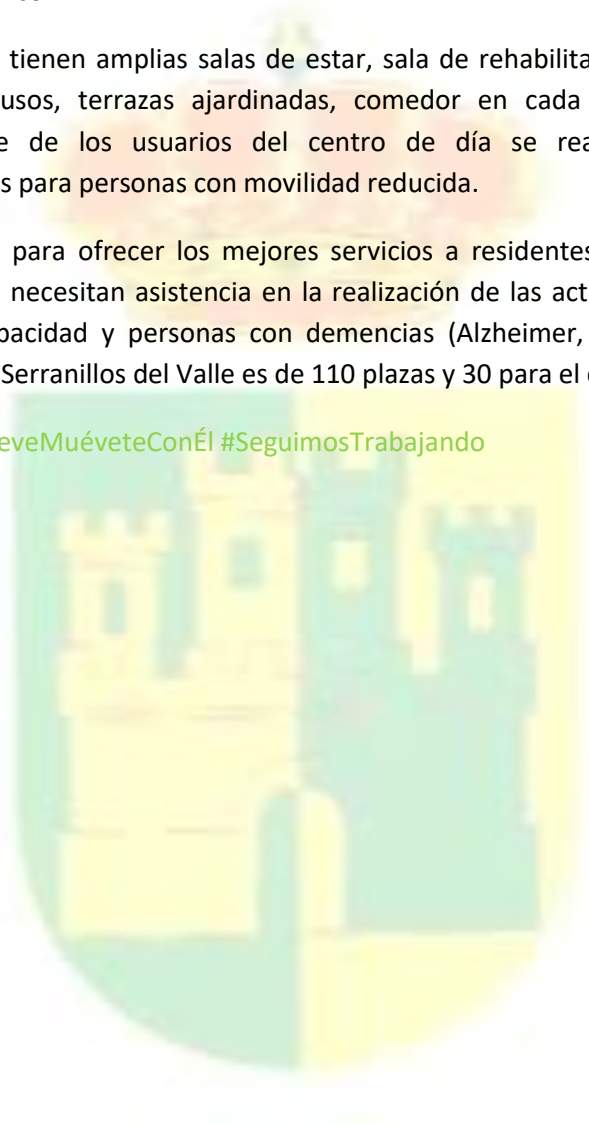 tienen amplias salas de estar, sala de rehabilita
usos, terrazas ajardinadas, comedor en cada
e de los usuarios del centro de día se rea
s para personas con movilidad reducida.
para ofrecer los mejores servicios a residentes
necesitan asistencia en la realización de las act
pacidad y personas con demencias (Alzheimer,
Serranillos del Valle es de 110 plazas y 30 para el
eveMuéveteConÉl #SeguimosTrabajando